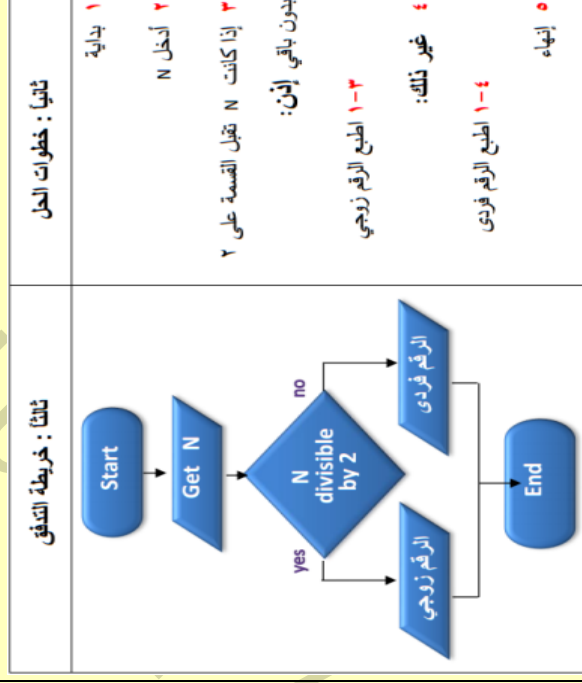 ثانياً : خطوات الحل
١ بداية
٢ أدخل N
٣ إذا كانت N تقبل القسمة على ٢
بدون باقي إذن:
٣-١ اطبع الرقم زوجي
٤ غير ذلك:
٤-١ اطبع الرقم فردى
٥ إنهاء
ثالثاً : خريطة التدفق
Start
Get N
N
divisible
by 2
yes
no
الرقم زوجي
الرقم فردى
End